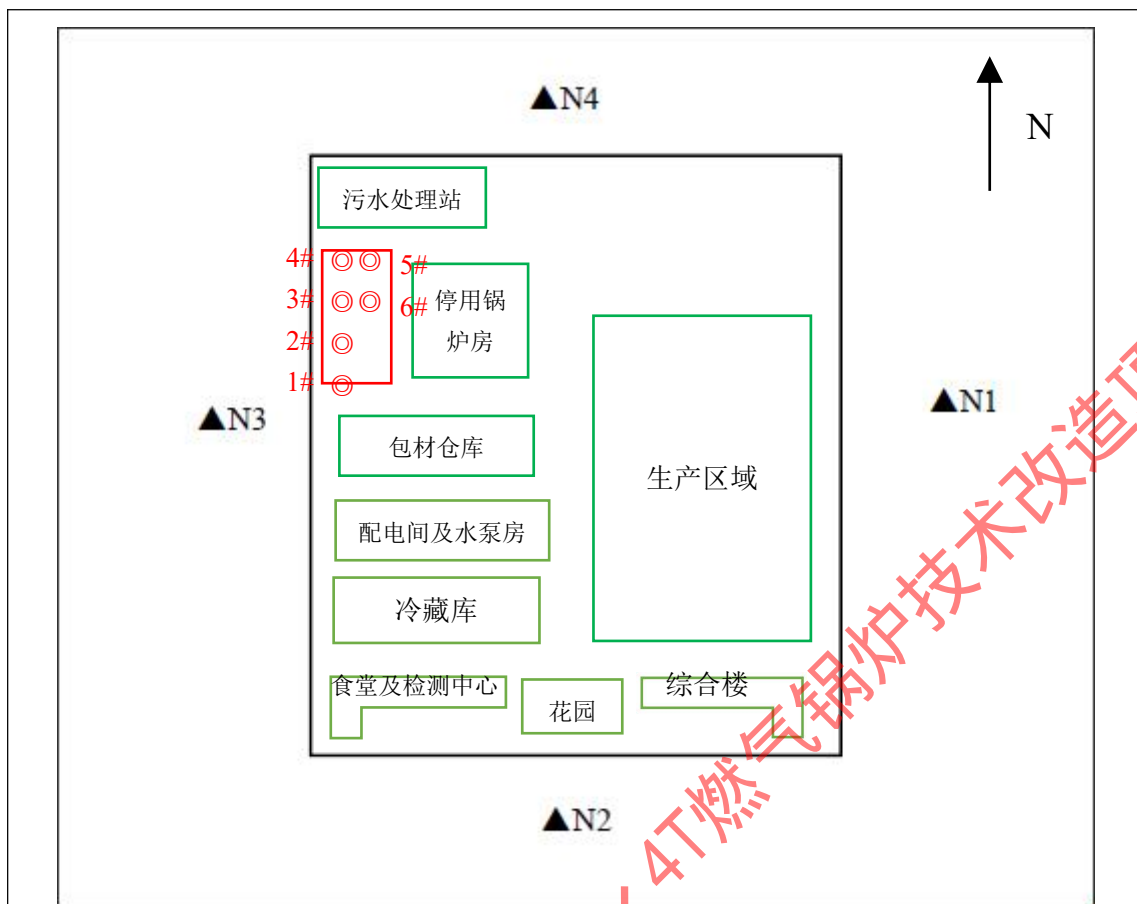 ▲N4
N
污水处理站
4# ◎◎ 5#
3# ◎◎ 6#
2# ◎
1# ◎
停用锅
炉房
▲N3
▲N1
包材仓库
生产区域
配电间及水泵房
冷藏库
食堂及检测中心
花园
综合楼
▲N2
4T燃气锅炉技术改造